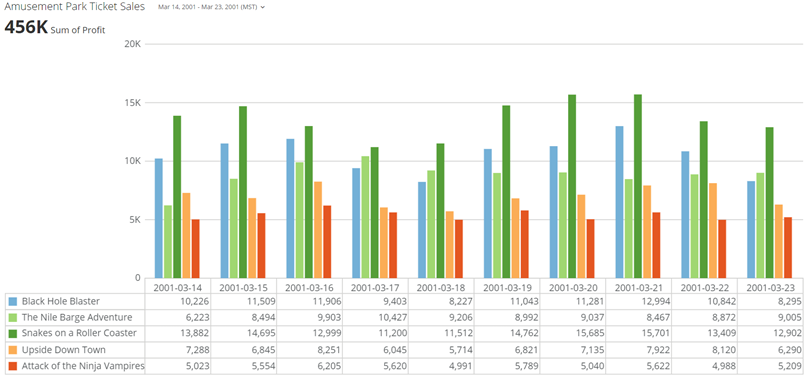 Amusement Park Ticket Sales Mar 14, 2001 - Mar 23, 2001 (MST)
456K Sum of Profit
20K
15K
10K
5K
0
2001-03-14 2001-03-15 2001-03-16 2001-03-17 2001-03-18 2001-03-19 2001-03-20 2001-03-21 2001-03-22 2001-03-23
Black Hole Blaster 10,226 11,509 11,906 9,403 8,227 11,043 11,281 12,994 10,842 8,295
The Nile Barge Adventure 6,223 8,494 9,903 10,427 9,206 8,992 9,037 8,467 8,872 9,005
Snakes on a Roller Coaster 13,882 14,695 12,999 11,200 11,512 14,762 15,685 15,701 13,409 12,902
Upside Down Town 7,288 6,845 8,251 6,045 5,714 6,821 7,135 7,922 8,120 6,290
Attack of the Ninja Vampires 5,023 5,554 6,205 5,620 4,991 5,789 5,040 5,622 4,988 5,209